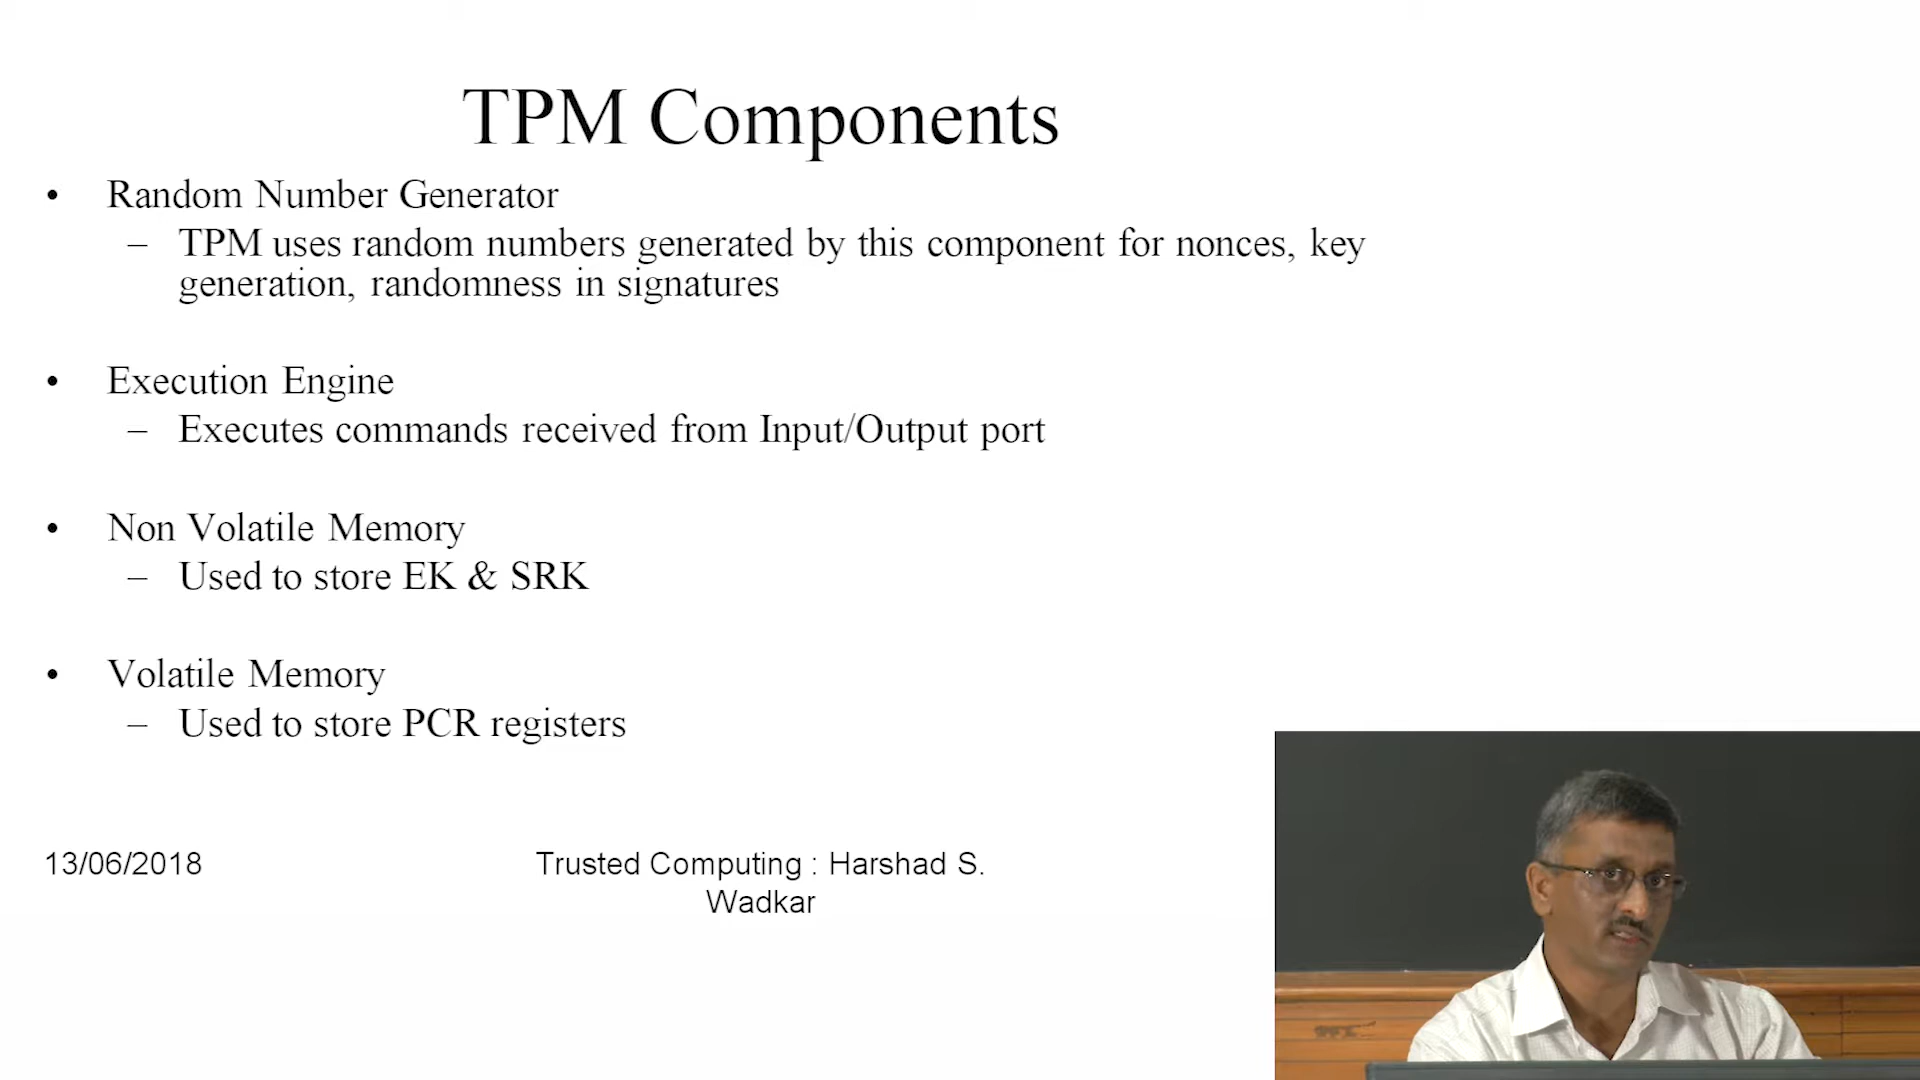 TPM Components
• Random Number Generator
– TPM uses random numbers generated by this component for nonces, key
generation, randomness in signatures
• Execution Engine
– Executes commands received from Input/Output port
• Non Volatile Memory
– Used to store EK & SRK
• Volatile Memory
– Used to store PCR registers
13/06/2018
Trusted Computing : Harshad S.
Wadkar